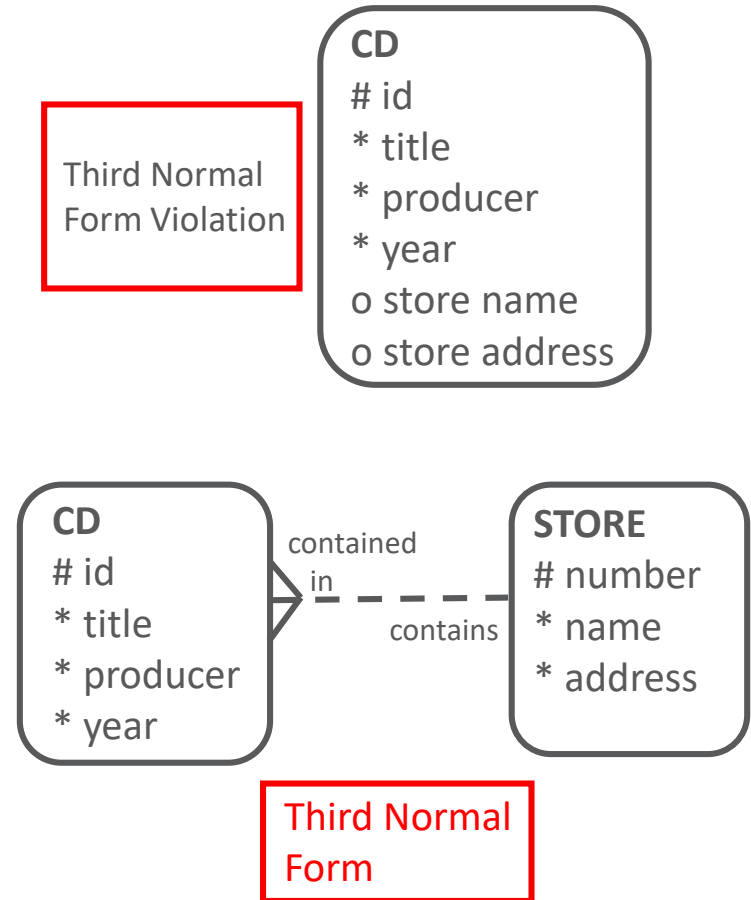 Third Normal
Form Violation
CD
# id
* title
* producer
* year
o store name
o store address
CD
# id
* title
* producer
* year
contained
in
contains
STORE
# number
* name
* address
Third Normal
Form